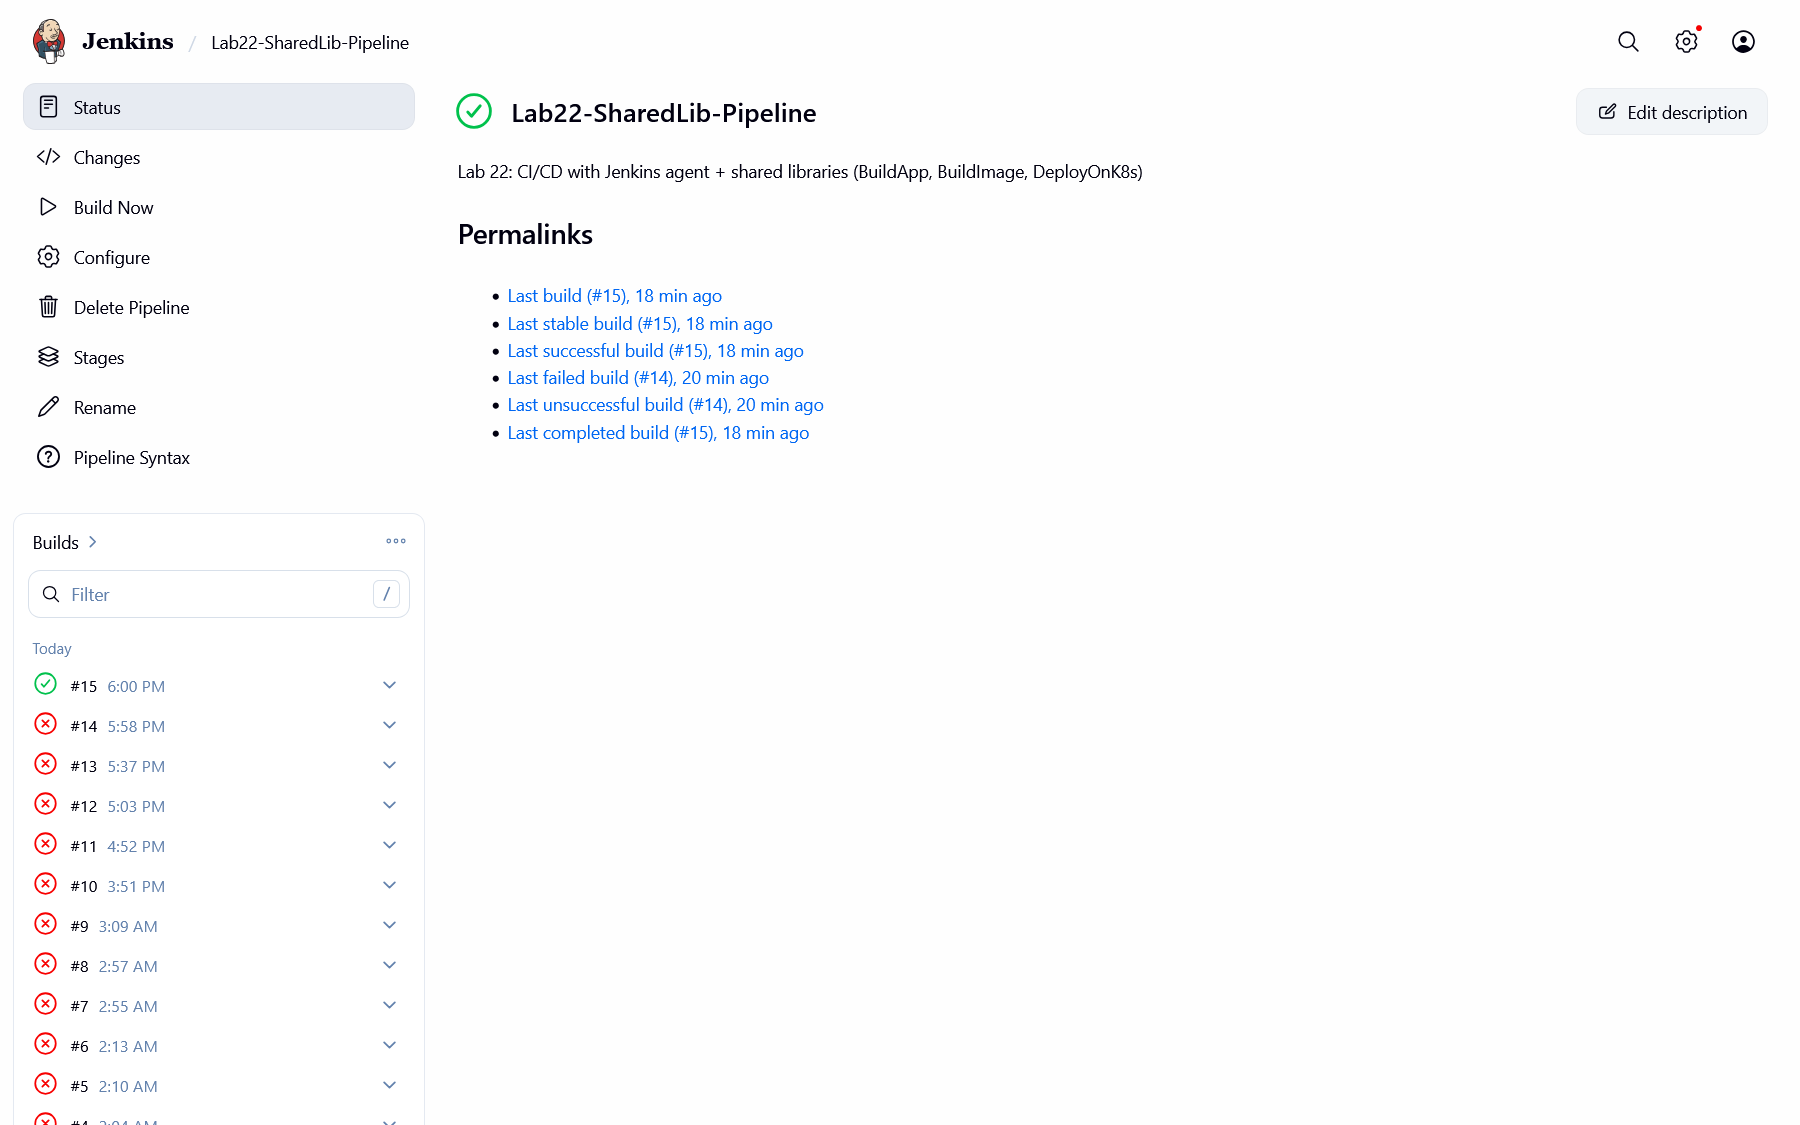 Jenkins / Lab22-SharedLib-Pipeline
Status
Changes
Build Now
Configure
Delete Pipeline
Stages
Rename
Pipeline Syntax
Builds
Filter /
Today
#15 6:00 PM
#14 5:58 PM
#13 5:37 PM
#12 5:03 PM
#11 4:52 PM
#10 3:51 PM
#9 3:09 AM
#8 2:57 AM
#7 2:55 AM
#6 2:13 AM
#5 2:10 AM
Lab22-SharedLib-Pipeline
Edit description
Lab 22: CI/CD with Jenkins agent + shared libraries (BuildApp, BuildImage, DeployOnK8s)
Permalinks
Last build (#15), 18 min ago
Last stable build (#15), 18 min ago
Last successful build (#15), 18 min ago
Last failed build (#14), 20 min ago
Last unsuccessful build (#14), 20 min ago
Last completed build (#15), 18 min ago